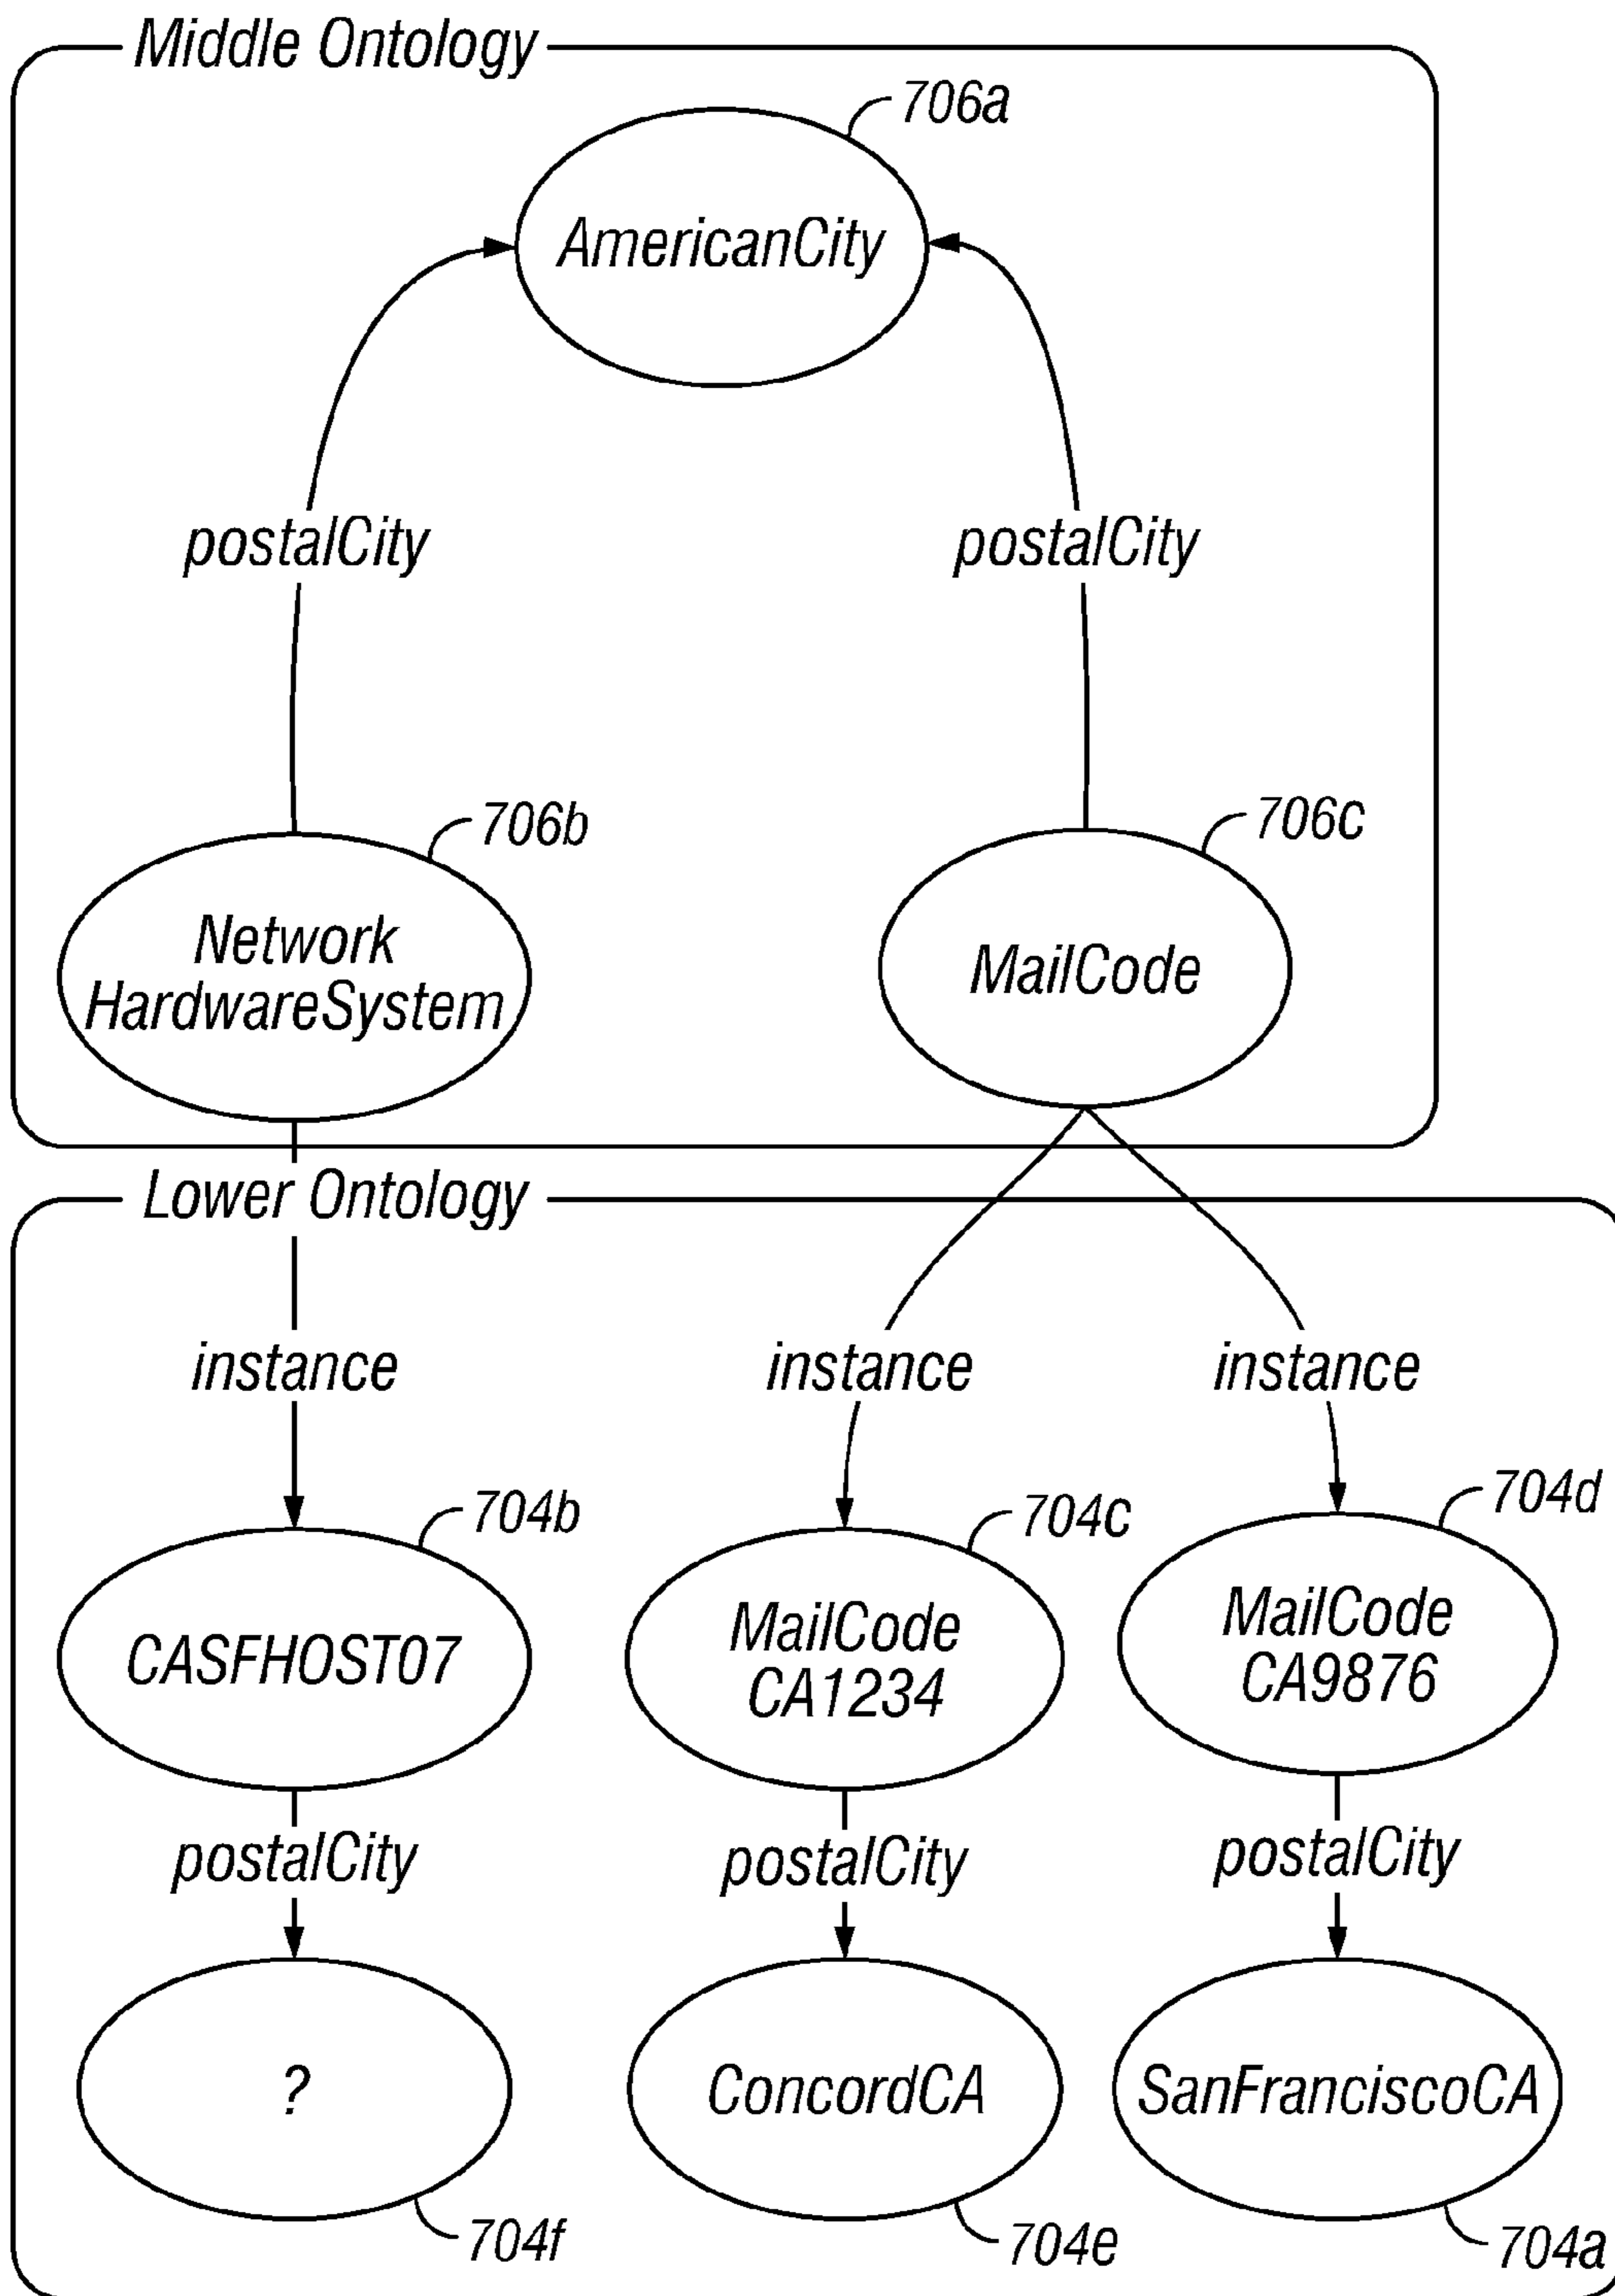 Middle Ontology
706a
AmericanCity
postalCity
postalCity
706b
706c
Network
HardwareSystem
MailCode
Lower Ontology
instance
instance
instance
704b
704c
704d
CASFHOST07
MailCode
CA1234
MailCode
CA9876
postalCity
postalCity
postalCity
?
ConcordCA
SanFranciscoCA
704f
704e
704a